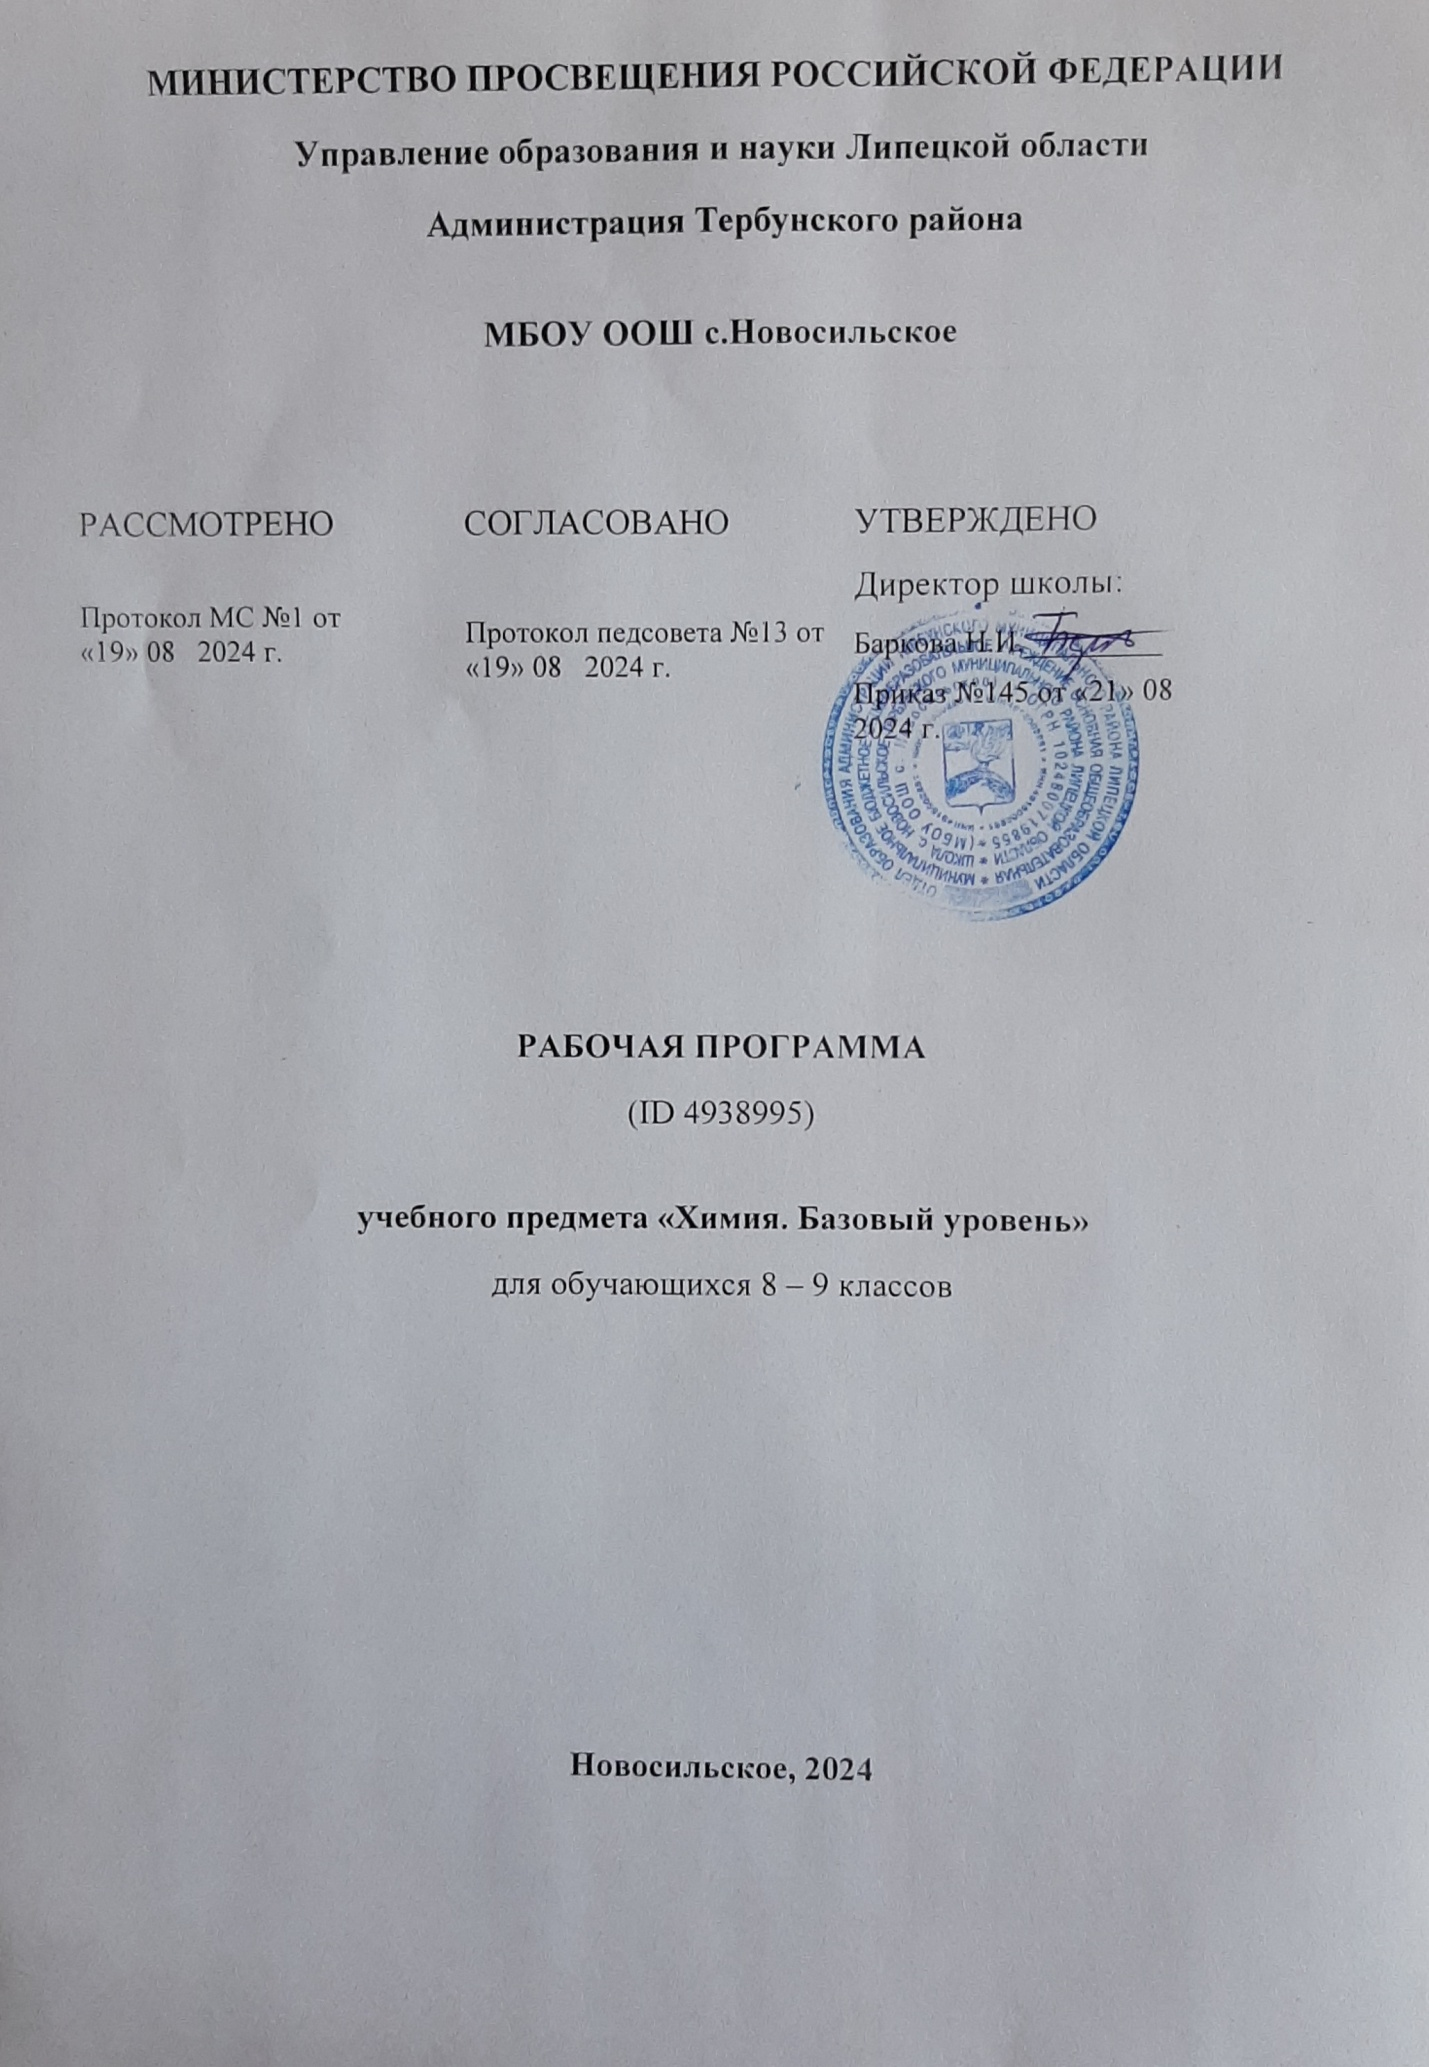 МИНИСТЕРСТВО ПРОСВЕЩЕНИЯ РОССИЙСКОЙ ФЕДЕРАЦИИ
Управление образования и науки Липецкой области
Администрация Тербунского района
МБОУ ООШ с.Новосильское
РАССМОТРЕНО
Протокол МС №1 от
«19» 08 2024 г.
СОГЛАСОВАНО
Протокол педсовета №13 от
«19» 08 2024 г.
УТВЕРЖДЕНО
Директор школы:
Баркова Н.И.
Приказ №145 от «21» 08
2024 г.
РАБОЧАЯ ПРОГРАММА
(ID 4938995)
учебного предмета «Химия. Базовый уровень»
для обучающихся 8 – 9 классов
Новосильское, 2024